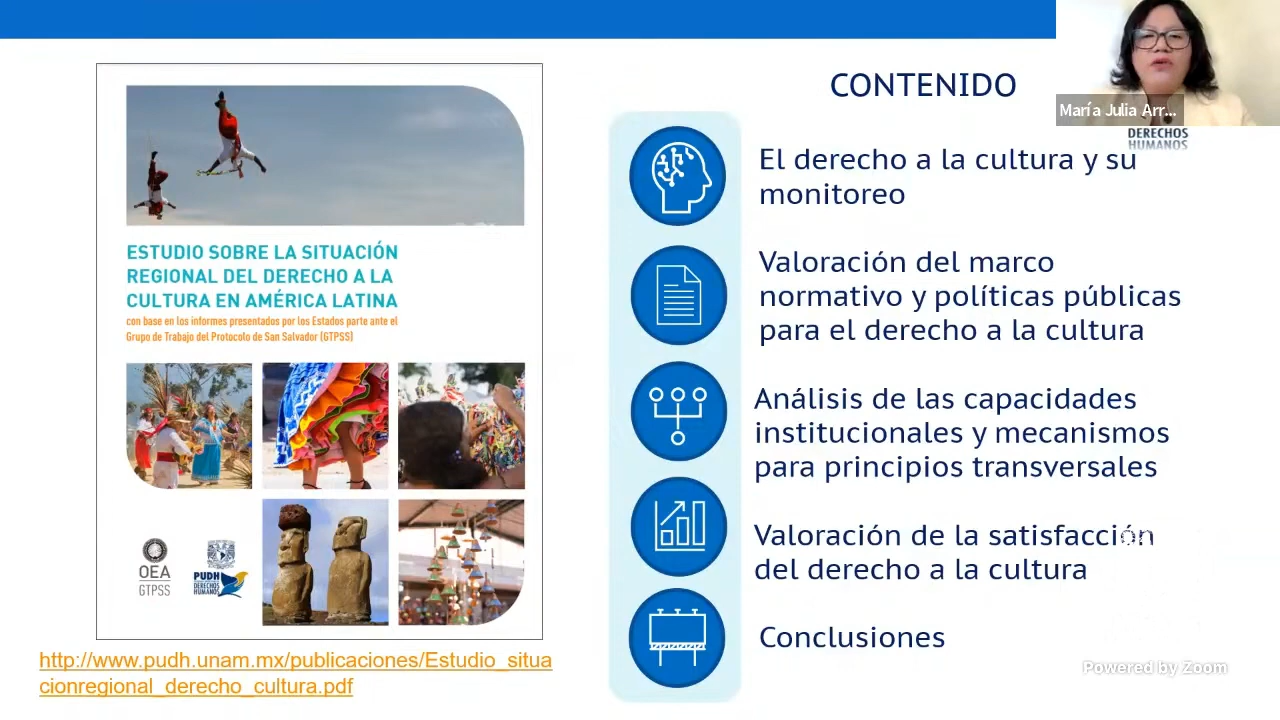 ESTUDIO SOBRE LA SITUACIÓN
REGIONAL DEL DERECHO A LA
CULTURA EN AMÉRICA LATINA
con base en los informes presentados por los Estados parte ante el
Grupo de Trabajo del Protocolo de San Salvador (GTPSS)
OEA
GTPSS
PUDH
DERECHOS
HUMANOS
http://www.pudh.unam.mx/publicaciones/Estudio_situa
cionregional_derecho_cultura.pdf
CONTENIDO
El derecho a la cultura y su
monitoreo
Valoración del marco
normativo y políticas públicas
para el derecho a la cultura
Análisis de las capacidades
institucionales y mecanismos
para principios transversales
Valoración de la satisfacción
del derecho a la cultura
Conclusiones
María Julia Arr...
DERECHOS
HUMANOS
Powered by Zoom